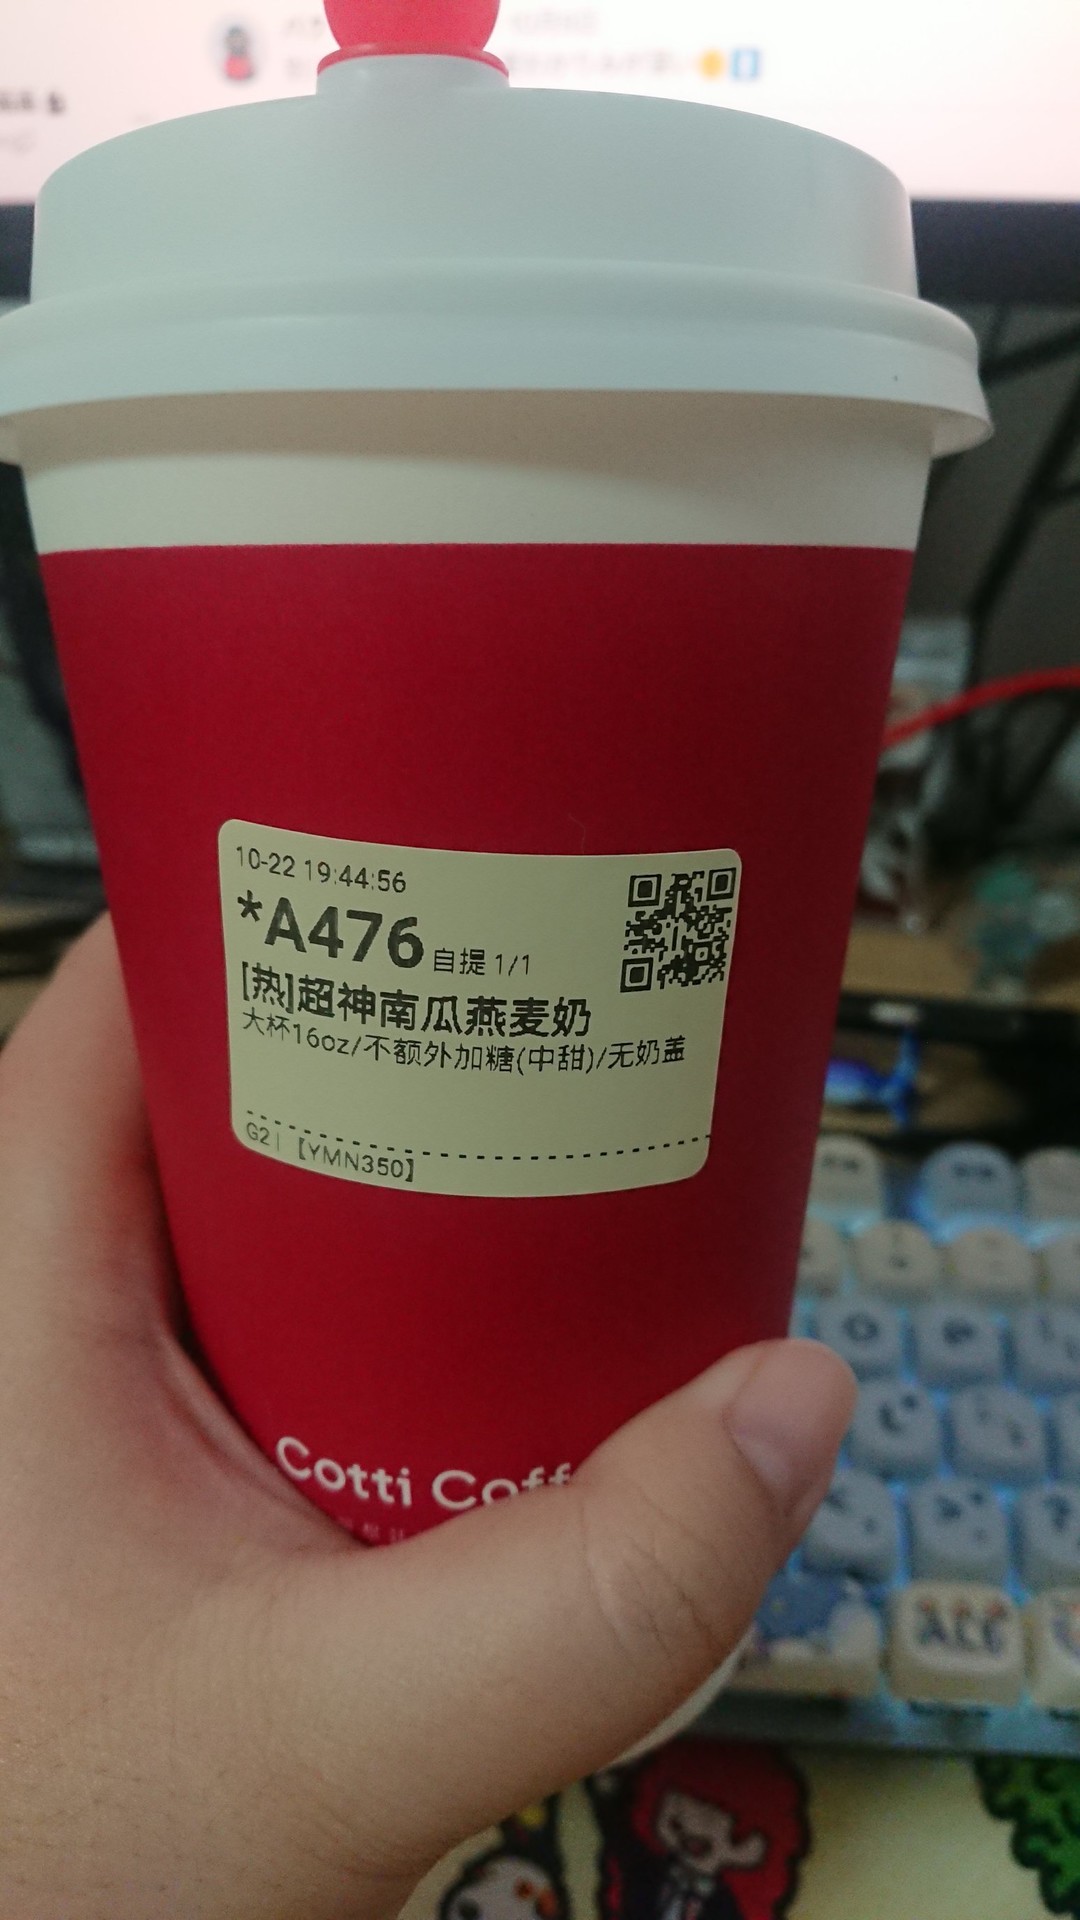 10-22 19:44:56
*A476 自提 1/1
[热]超神南瓜燕麦奶
大杯16oz/不额外加糖(中甜)/无奶盖
G2| 【YMN350】
Cotti Coff
O P
ALT